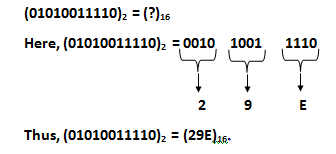 (01010011110)₂ = (?)₁₆
Here, (01010011110)₂ = 0010 1001 1110
2 9 E
Thus, (01010011110)₂ = (29E)₁₆.